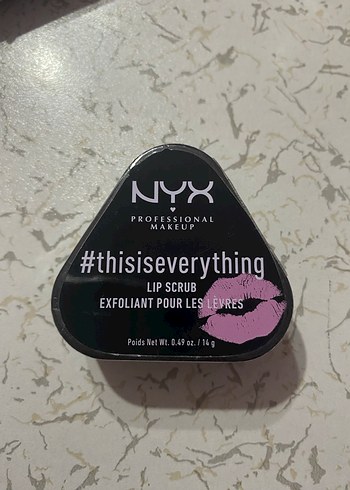 NYX
PROFESSIONAL
MAKEUP
#thisiseverything
LIP SCRUB
EXFOLIANT POUR LES LÈVRES
Poids Net Wt. 0.49 oz. / 14 g